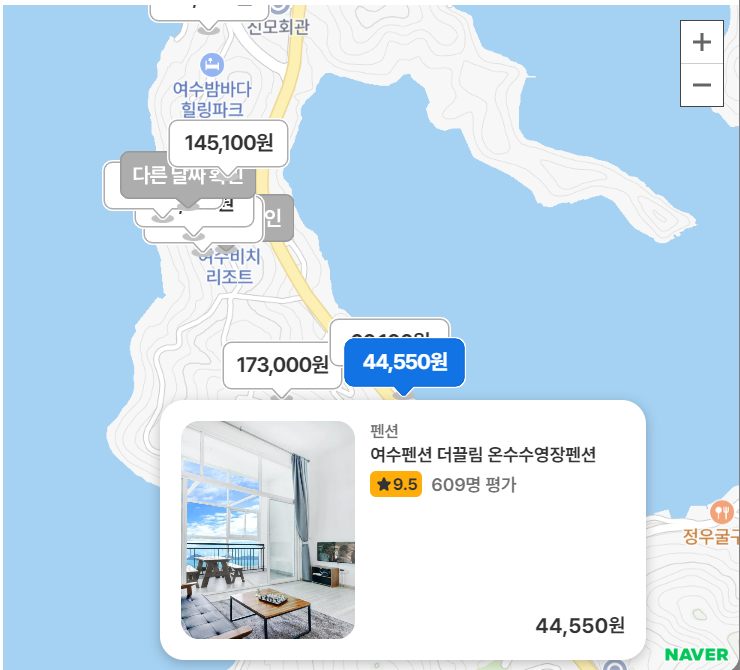 진모회관
여수밤바다
힐링파크
145,100원
다른 날짜 확인
원
인
여수비치
리조트
173,000원
44,550원
펜션
여수펜션 더끌림 온수수영장펜션
9.5 609명 평가
정우굴구
44,550원
NAVER